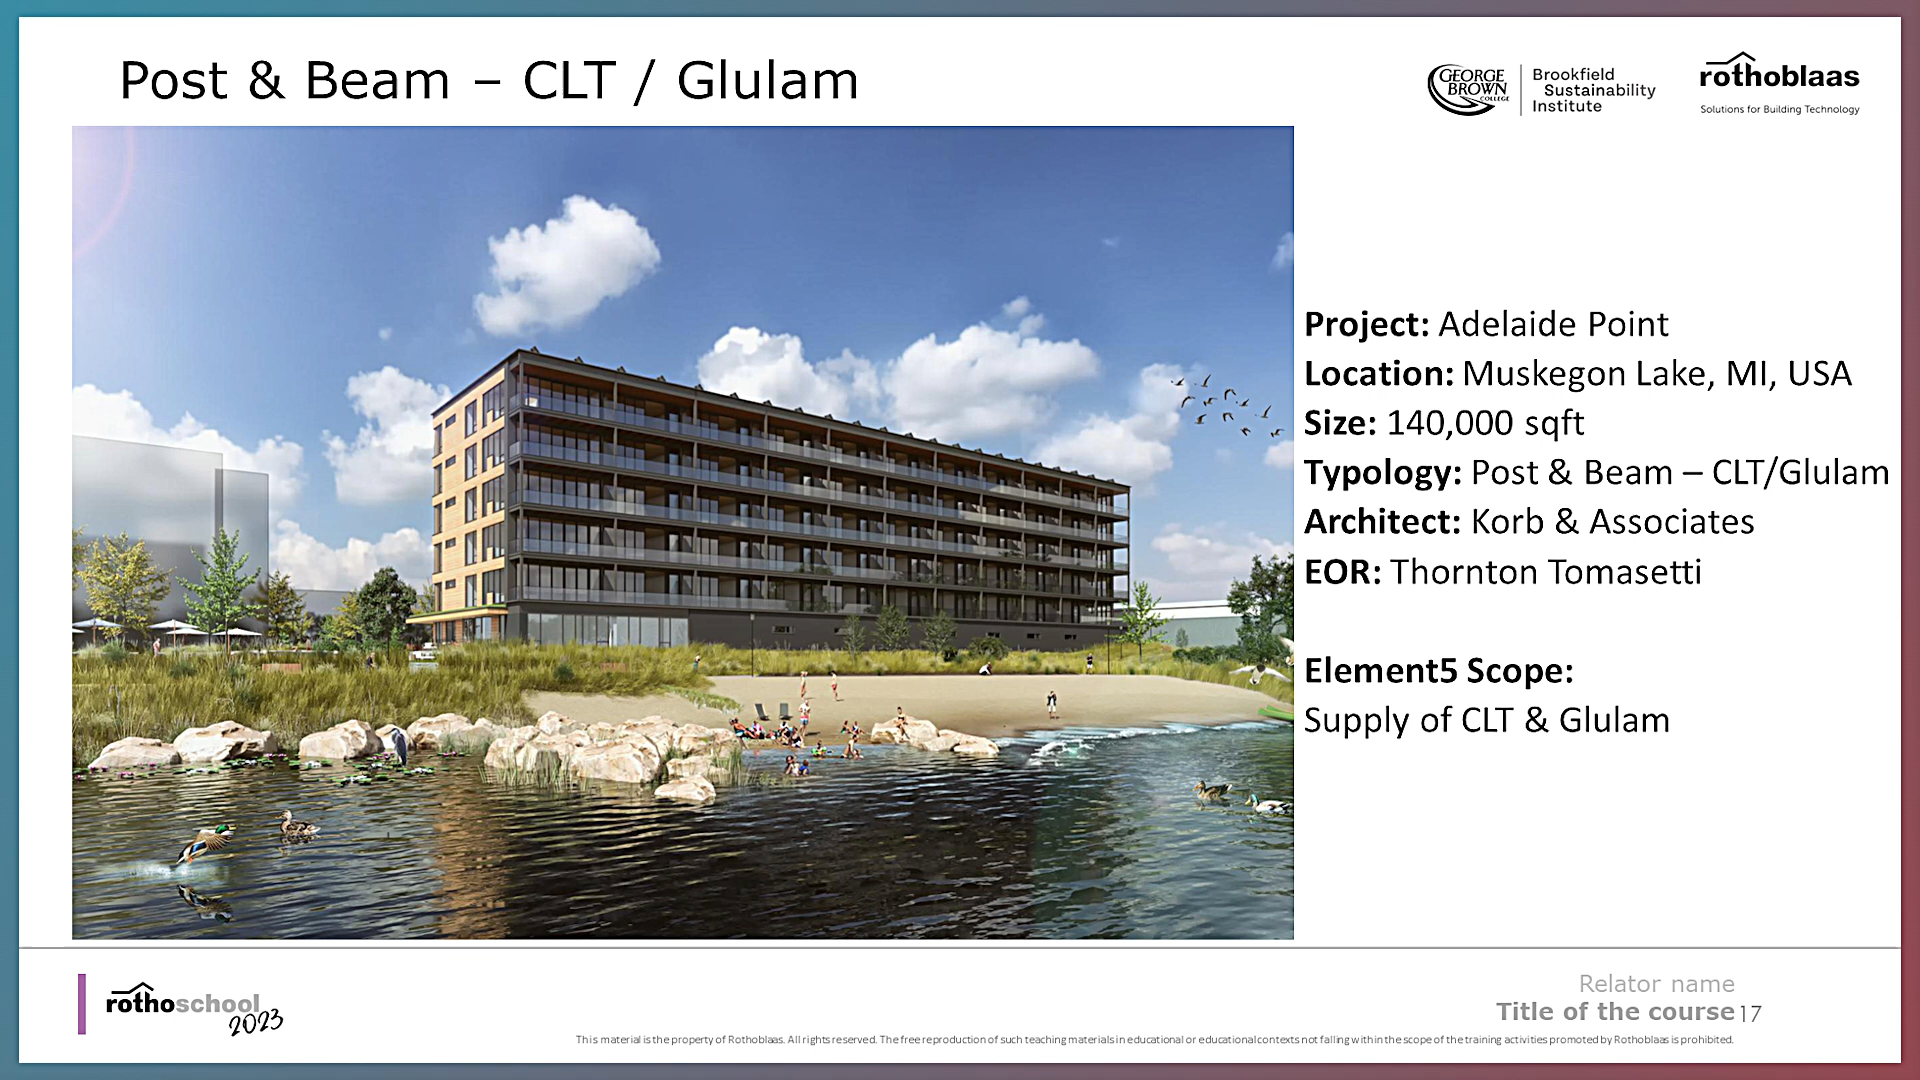 Post & Beam – CLT / Glulam
GEORGE
BROWN
COLLEGE
Brookfield
Sustainability
Institute
rothoblaas
Solutions for Building Technology
Project: Adelaide Point
Location: Muskegon Lake, MI, USA
Size: 140,000 sqft
Typology: Post & Beam – CLT/Glulam
Architect: Korb & Associates
EOR: Thornton Tomasetti
Element5 Scope:
Supply of CLT & Glulam
rothoschool
2023
Relator name
Title of the course 17
This material is the property of Rothoblaas. All rights reserved. The free reproduction of such teaching materials in educational or educational contexts not falling within the scope of the training activities promoted by Rothoblaas is prohibited.